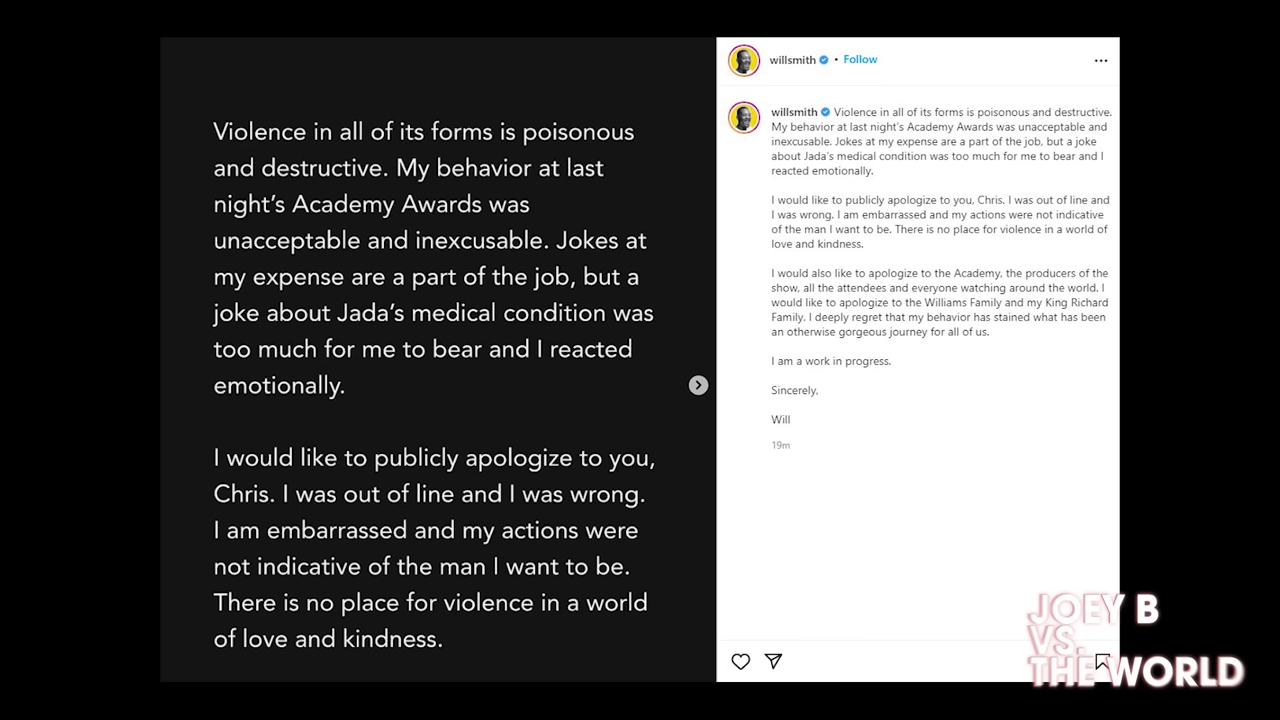 Violence in all of its forms is poisonous
and destructive. My behavior at last
night's Academy Awards was
unacceptable and inexcusable. Jokes at
my expense are a part of the job, but a
joke about Jada's medical condition was
too much for me to bear and I reacted
emotionally.
I would like to publicly apologize to you,
Chris. I was out of line and I was wrong.
I am embarrassed and my actions were
not indicative of the man I want to be.
There is no place for violence in a world
of love and kindness.
willsmith • Follow
willsmith Violence in all of its forms is poisonous and destructive.
My behavior at last night's Academy Awards was unacceptable and
inexcusable. Jokes at my expense are a part of the job, but a joke
about Jada's medical condition was too much for me to bear and I
reacted emotionally.
I would like to publicly apologize to you, Chris. I was out of line and
I was wrong. I am embarrassed and my actions were not indicative
of the man I want to be. There is no place for violence in a world of
love and kindness.
I would also like to apologize to the Academy, the producers of the
show, all the attendees and everyone watching around the world. I
would like to apologize to the Williams Family and my King Richard
Family. I deeply regret that my behavior has stained what has been
an otherwise gorgeous journey for all of us.
I am a work in progress.
Sincerely,
Will
19m
JOEY B
VS.
THE WORLD